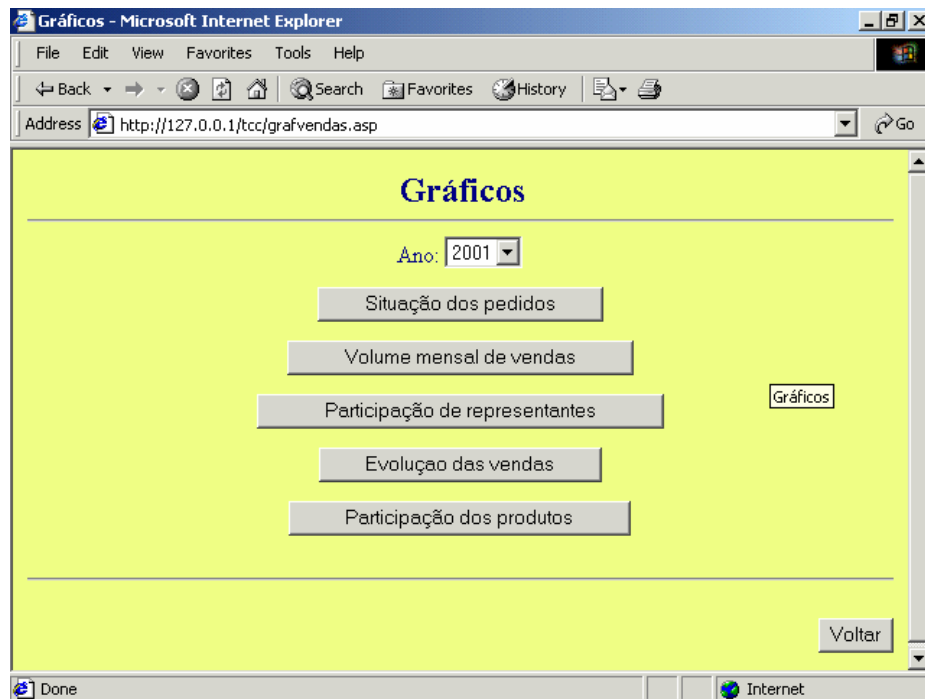 Gráficos - Microsoft Internet Explorer
File Edit View Favorites Tools Help
Back Search Favorites History
Address http://127.0.0.1/tcc/grafvendas.asp Go
Gráficos
Ano: 2001
Situação dos pedidos
Volume mensal de vendas
Participação de representantes
Gráficos
Evoluçao das vendas
Participação dos produtos
Voltar
Done Internet